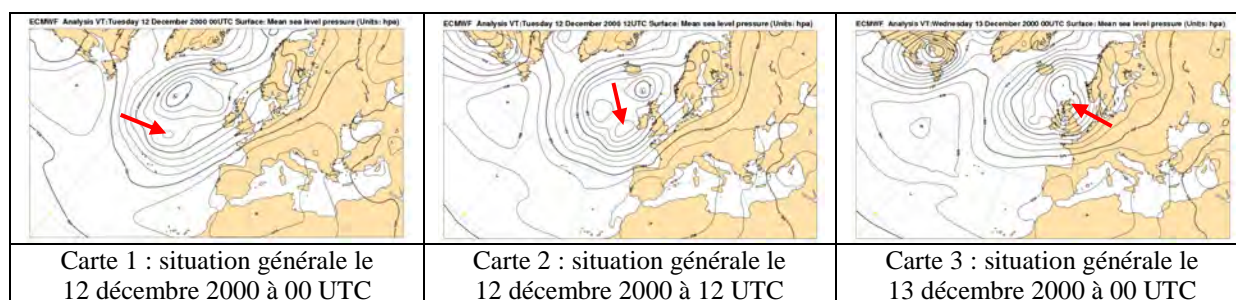 ECMWF Analysis VT:Tuesday 12 December 2000 00UTC Surface: Mean sea level pressure (Units: hpa)
ECMWF Analysis VT:Tuesday 12 December 2000 12UTC Surface: Mean sea level pressure (Units: hpa)
ECMWF Analysis VT:Wednesday 13 December 2000 00UTC Surface: Mean sea level pressure (Units: hpa)
Carte 1 : situation générale le
12 décembre 2000 à 00 UTC
Carte 2 : situation générale le
12 décembre 2000 à 12 UTC
Carte 3 : situation générale le
13 décembre 2000 à 00 UTC